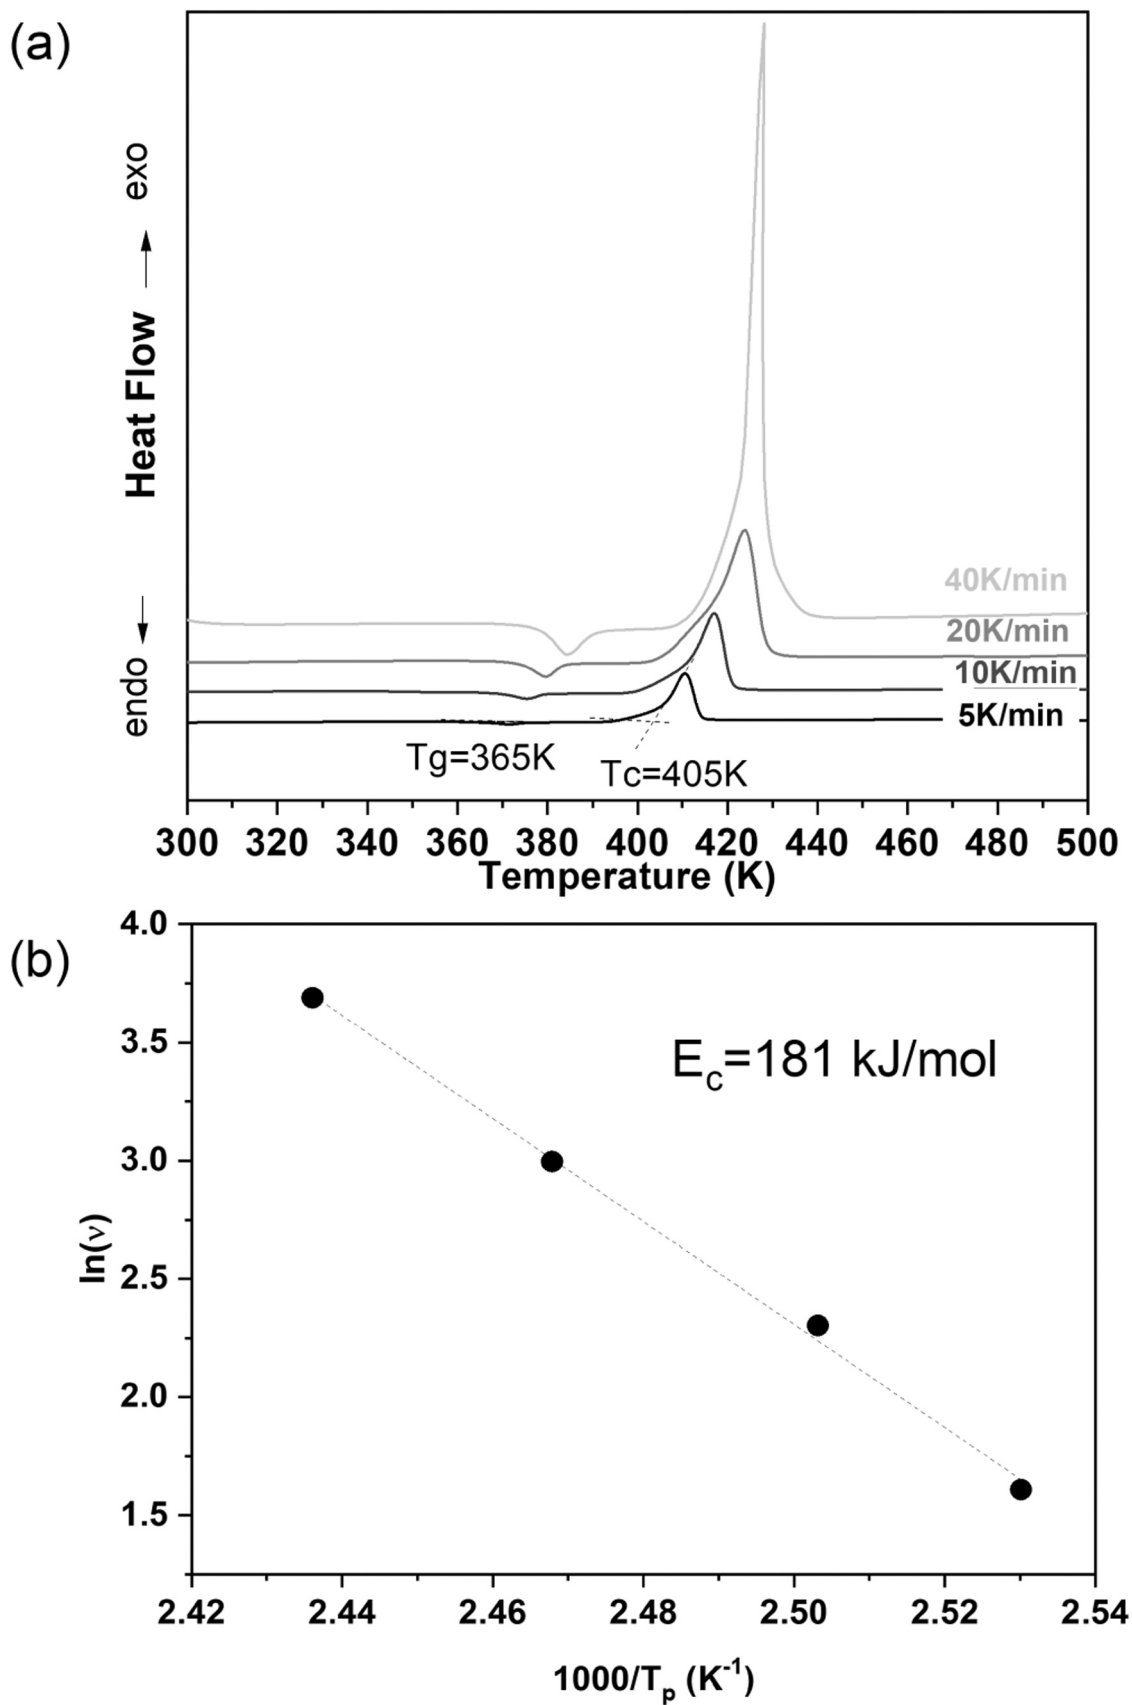 (a)
exo
Heat Flow
endo
40K/min
20K/min
10K/min
5K/min
Tg=365K
Tc=405K
300 320 340 360 380 400 420 440 460 480 500
Temperature (K)
(b)
4.0
3.5
3.0
2.5
2.0
1.5
ln(ν)
E_c=181 kJ/mol
2.42 2.44 2.46 2.48 2.50 2.52 2.54
1000/T_p (K⁻¹)